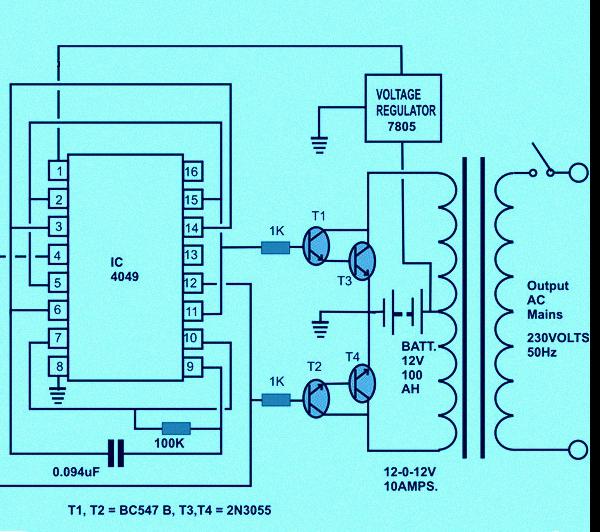 VOLTAGE
REGULATOR
7805
1
2
3
4
5
6
7
8
16
15
14
13
12
11
10
9
IC
4049
1K
T1
T3
1K
T2
T4
BATT.
12V
100
AH
Output
AC
Mains
230VOLTS
50Hz
100K
0.094uF
12-0-12V
10AMPS.
T1, T2 = BC547 B, T3,T4 = 2N3055